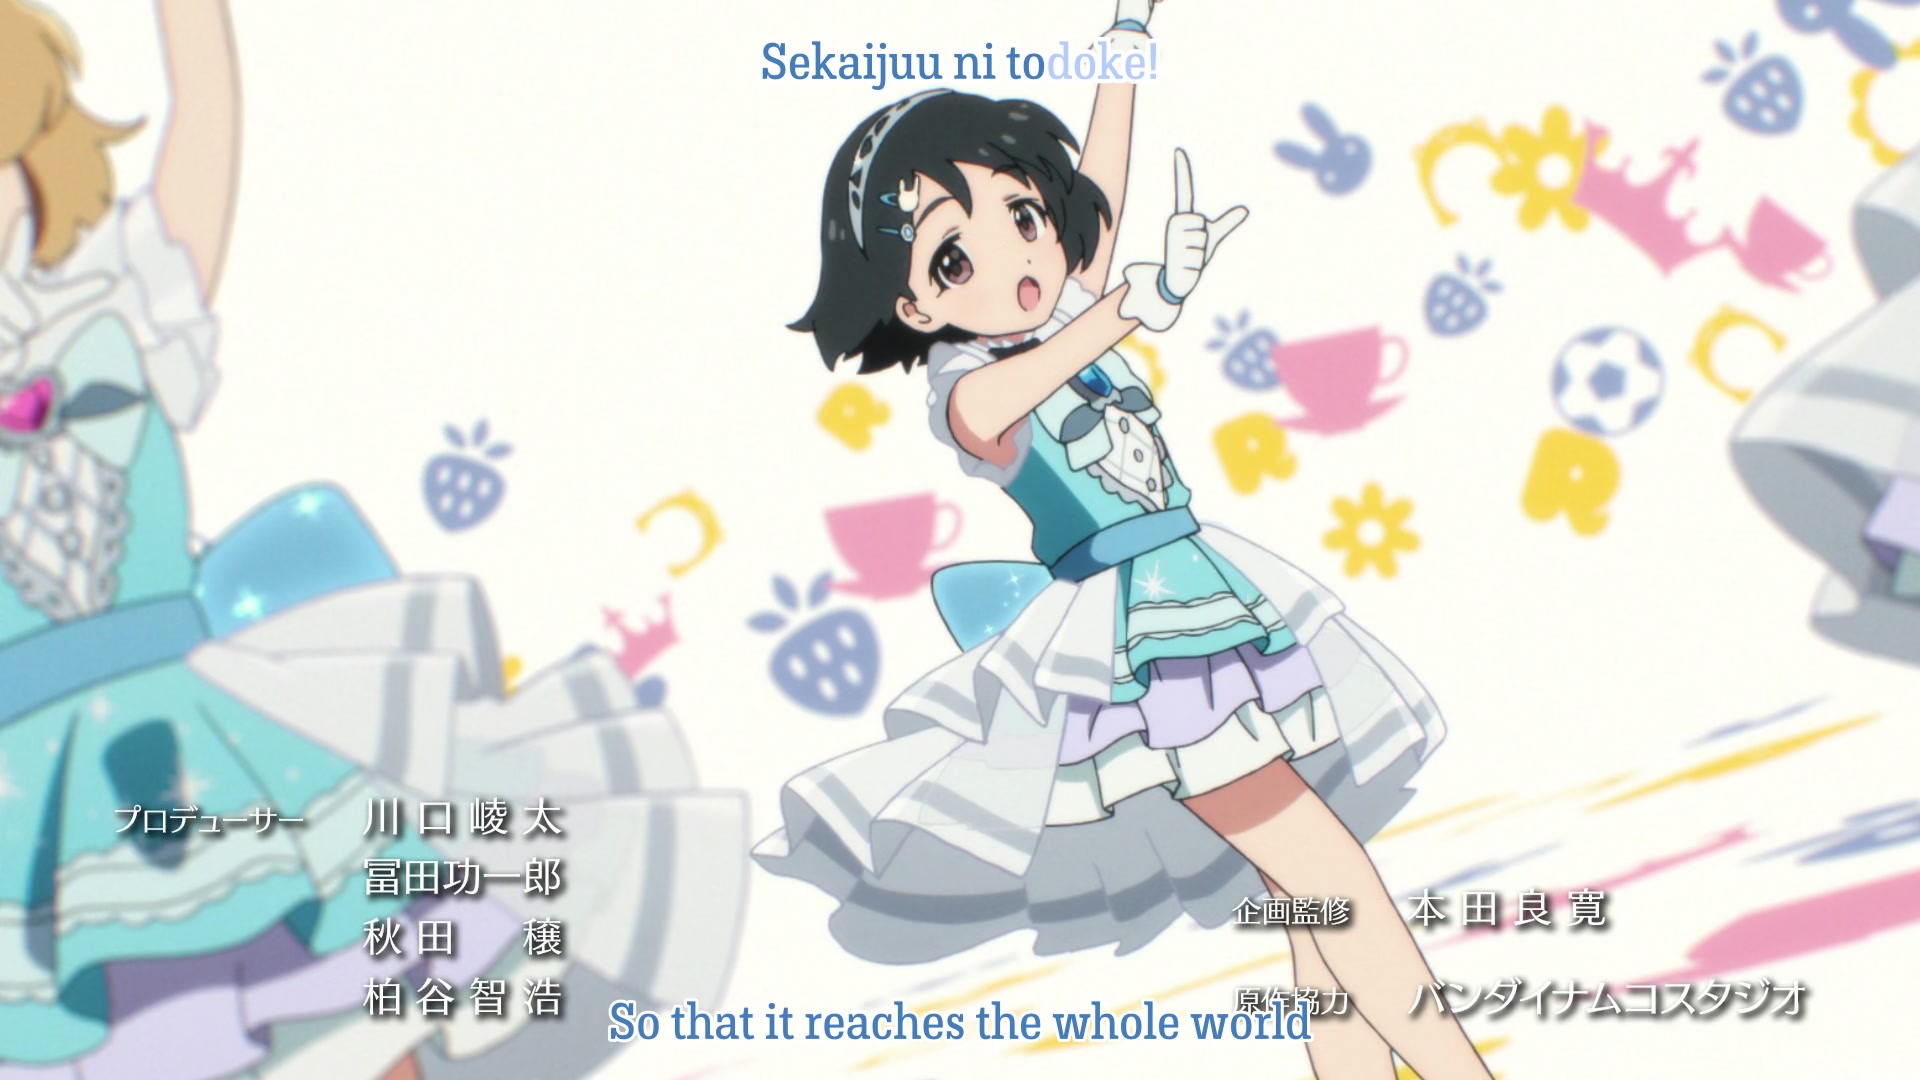 Sekaijuu ni todoke!
プロデューサー 川口崚太
冨田功一郎
秋田 穣
柏谷智浩
企画監修 本田良寛
原作協力 バンダイナムコスタジオ
So that it reaches the whole world